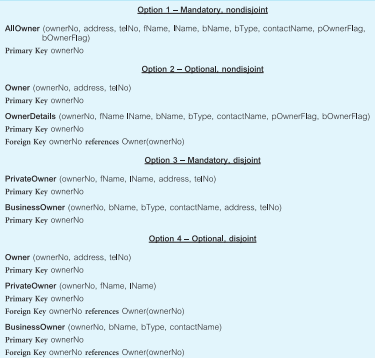 Option 1 – Mandatory, nondisjoint
AllOwner (ownerNo, address, telNo, fName, lName, bName, bType, contactName, pOwnerFlag,
bOwnerFlag)
Primary Key ownerNo
Option 2 – Optional, nondisjoint
Owner (ownerNo, address, telNo)
Primary Key ownerNo
OwnerDetails (ownerNo, fName lName, bName, bType, contactName, pOwnerFlag, bOwnerFlag)
Primary Key ownerNo
Foreign Key ownerNo references Owner(ownerNo)
Option 3 – Mandatory, disjoint
PrivateOwner (ownerNo, fName, lName, address, telNo)
Primary Key ownerNo
BusinessOwner (ownerNo, bName, bType, contactName, address, telNo)
Primary Key ownerNo
Option 4 – Optional, disjoint
Owner (ownerNo, address, telNo)
Primary Key ownerNo
PrivateOwner (ownerNo, fName, lName)
Primary Key ownerNo
Foreign Key ownerNo references Owner(ownerNo)
BusinessOwner (ownerNo, bName, bType, contactName)
Primary Key ownerNo
Foreign Key ownerNo references Owner(ownerNo)